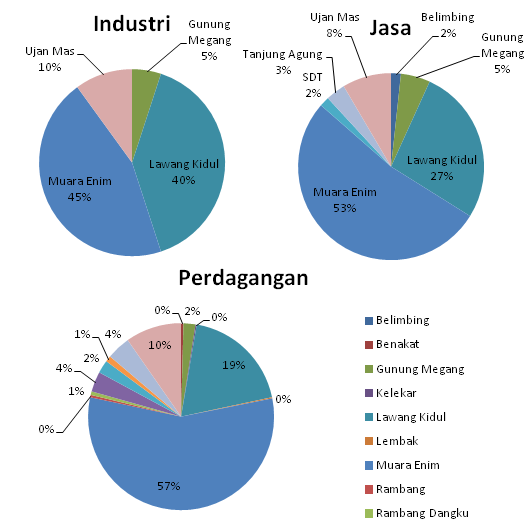 Industri
Gunung
Megang
5%
Ujan Mas
10%
Lawang Kidul
40%
Muara Enim
45%
Jasa
Ujan Mas
8%
Belimbing
2%
Tanjung Agung
3%
SDT
2%
Gunung
Megang
5%
Lawang Kidul
27%
Muara Enim
53%
Perdagangan
0%
2%
0%
1%
4%
10%
2%
19%
4%
1%
0%
0%
57%
Belimbing
Benakat
Gunung Megang
Kelekar
Lawang Kidul
Lembak
Muara Enim
Rambang
Rambang Dangku